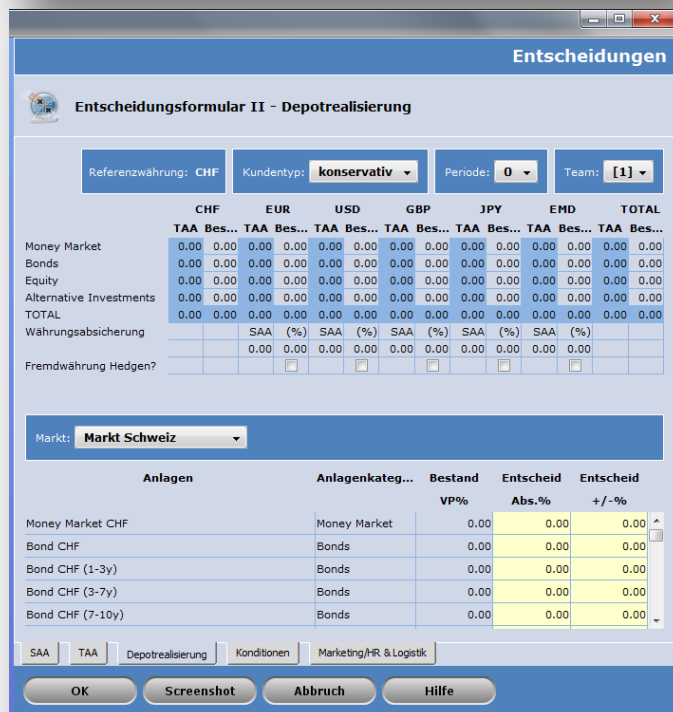 Entscheidungen
Entscheidungsformular II - Depotrealisierung
Referenzwährung: CHF Kundentyp: konservativ Periode: 0 Team: [1]
CHF EUR USD GBP JPY EMD TOTAL
TAA Bes... TAA Bes... TAA Bes... TAA Bes... TAA Bes... TAA Bes... TAA Bes...
Money Market 0.00 0.00 0.00 0.00 0.00 0.00 0.00 0.00 0.00 0.00 0.00 0.00 0.00 0.00
Bonds 0.00 0.00 0.00 0.00 0.00 0.00 0.00 0.00 0.00 0.00 0.00 0.00 0.00 0.00
Equity 0.00 0.00 0.00 0.00 0.00 0.00 0.00 0.00 0.00 0.00 0.00 0.00 0.00 0.00
Alternative Investments 0.00 0.00 0.00 0.00 0.00 0.00 0.00 0.00 0.00 0.00 0.00 0.00 0.00 0.00
TOTAL 0.00 0.00 0.00 0.00 0.00 0.00 0.00 0.00 0.00 0.00 0.00 0.00 0.00 0.00
Währungsabsicherung SAA (%) SAA (%) SAA (%) SAA (%) SAA (%)
0.00 0.00 0.00 0.00 0.00 0.00 0.00 0.00 0.00 0.00
Fremdwährung Hedgen?
Markt: Markt Schweiz
Anlagen Anlagenkateg... Bestand Entscheid Entscheid
VP% Abs.% +/-%
Money Market CHF Money Market 0.00 0.00 0.00
Bond CHF Bonds 0.00 0.00 0.00
Bond CHF (1-3y) Bonds 0.00 0.00 0.00
Bond CHF (3-7y) Bonds 0.00 0.00 0.00
Bond CHF (7-10y) Bonds 0.00 0.00 0.00
SAA TAA Depotrealisierung Konditionen Marketing/HR & Logistik
OK Screenshot Abbruch Hilfe